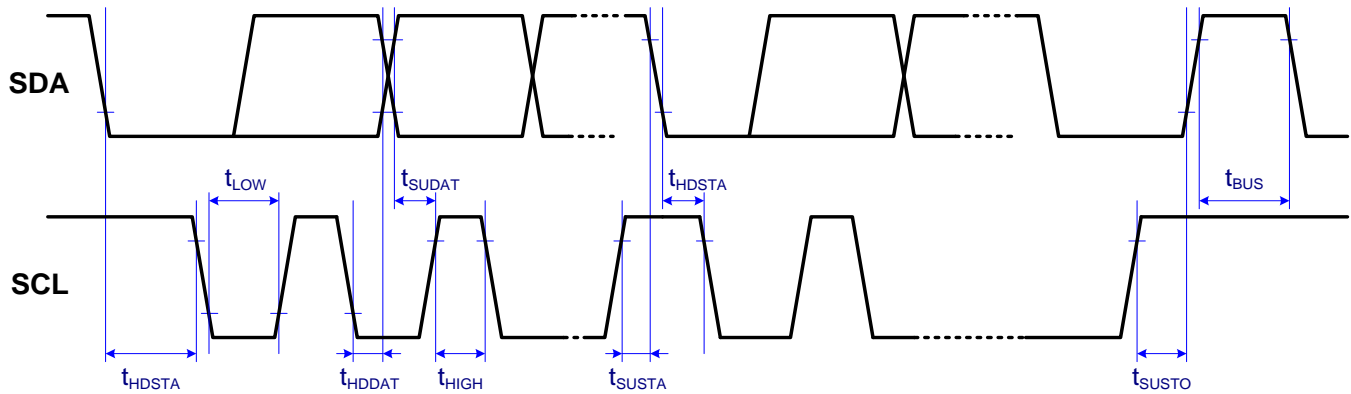 SDA
tLOW
tSUDAT
tHDSTA
tBUS
SCL
tHDSTA
tHDDAT
tHIGH
tSUSTA
tSUSTO